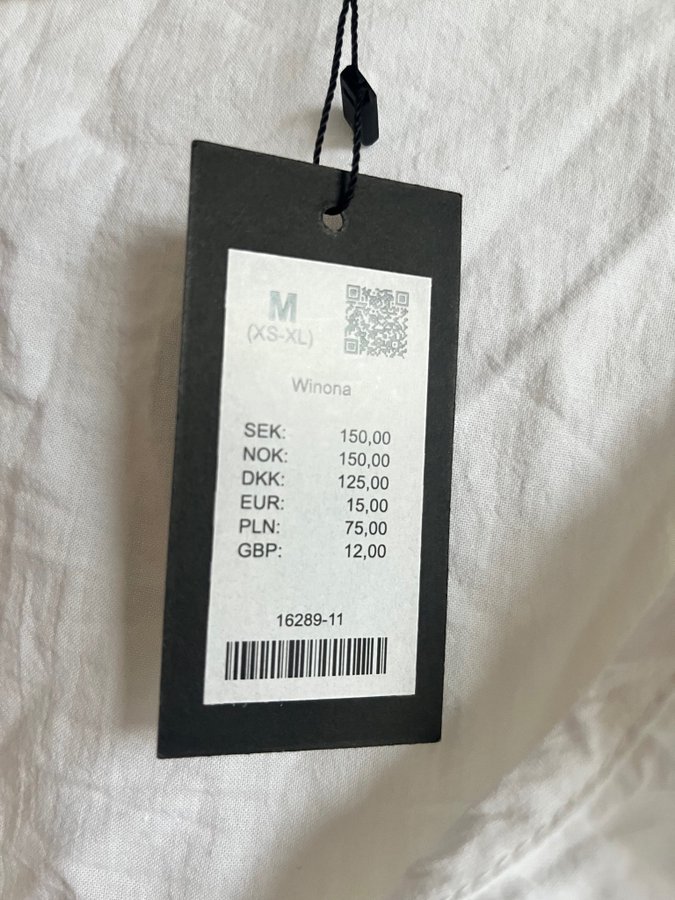 M
(XS-XL)
Winona
SEK: 150,00
NOK: 150,00
DKK: 125,00
EUR: 15,00
PLN: 75,00
GBP: 12,00
16289-11